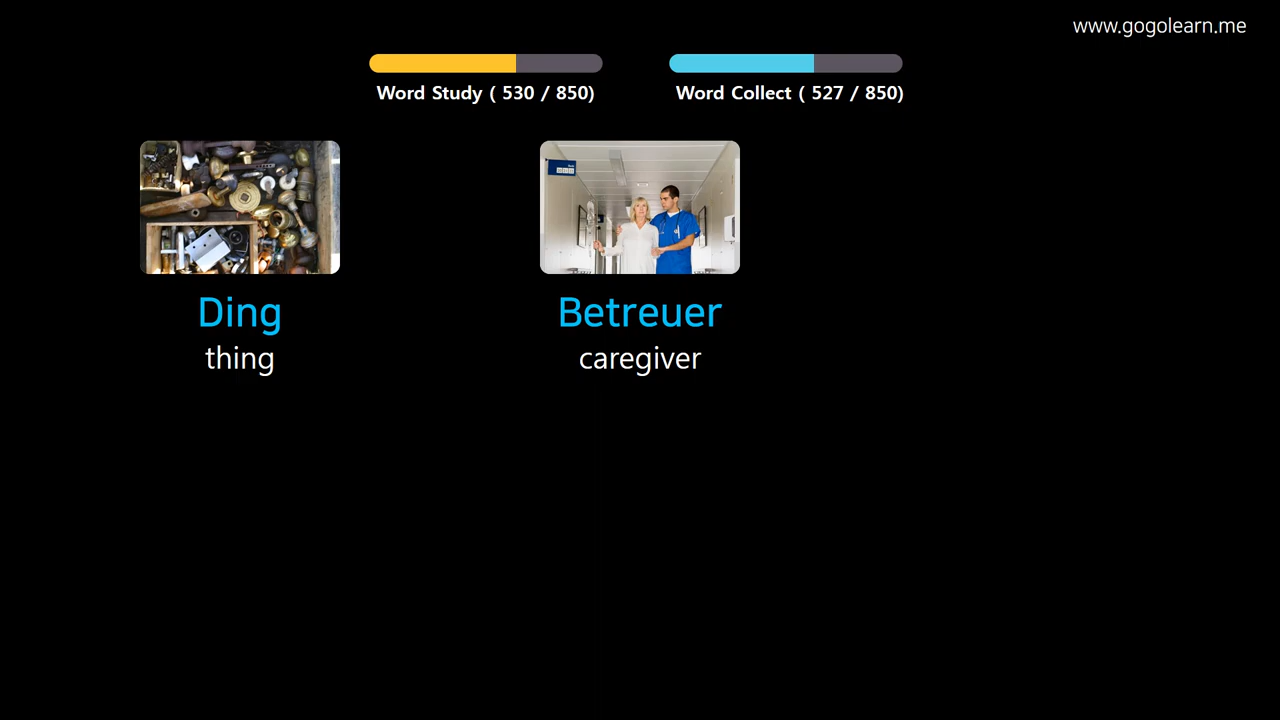 www.gogolearn.me
Word Study ( 530 / 850)
Word Collect ( 527 / 850)
Ding
thing
Betreuer
caregiver